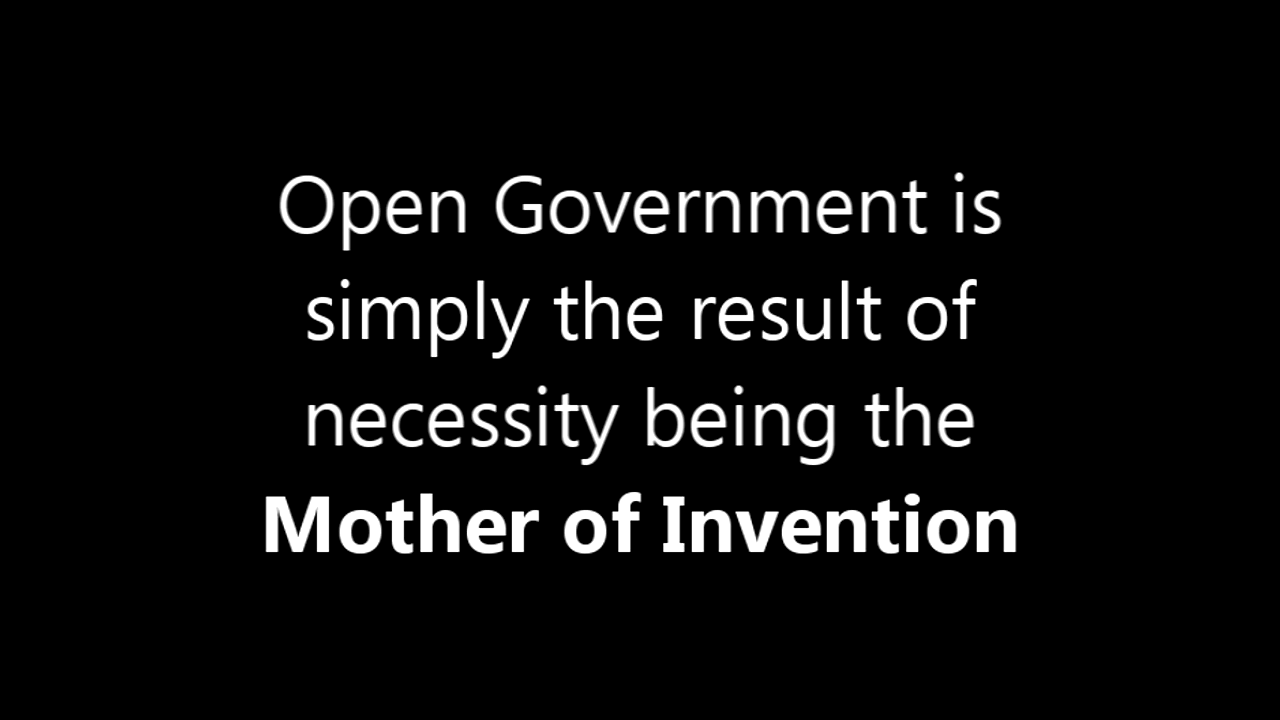 Open Government is
simply the result of
necessity being the
Mother of Invention